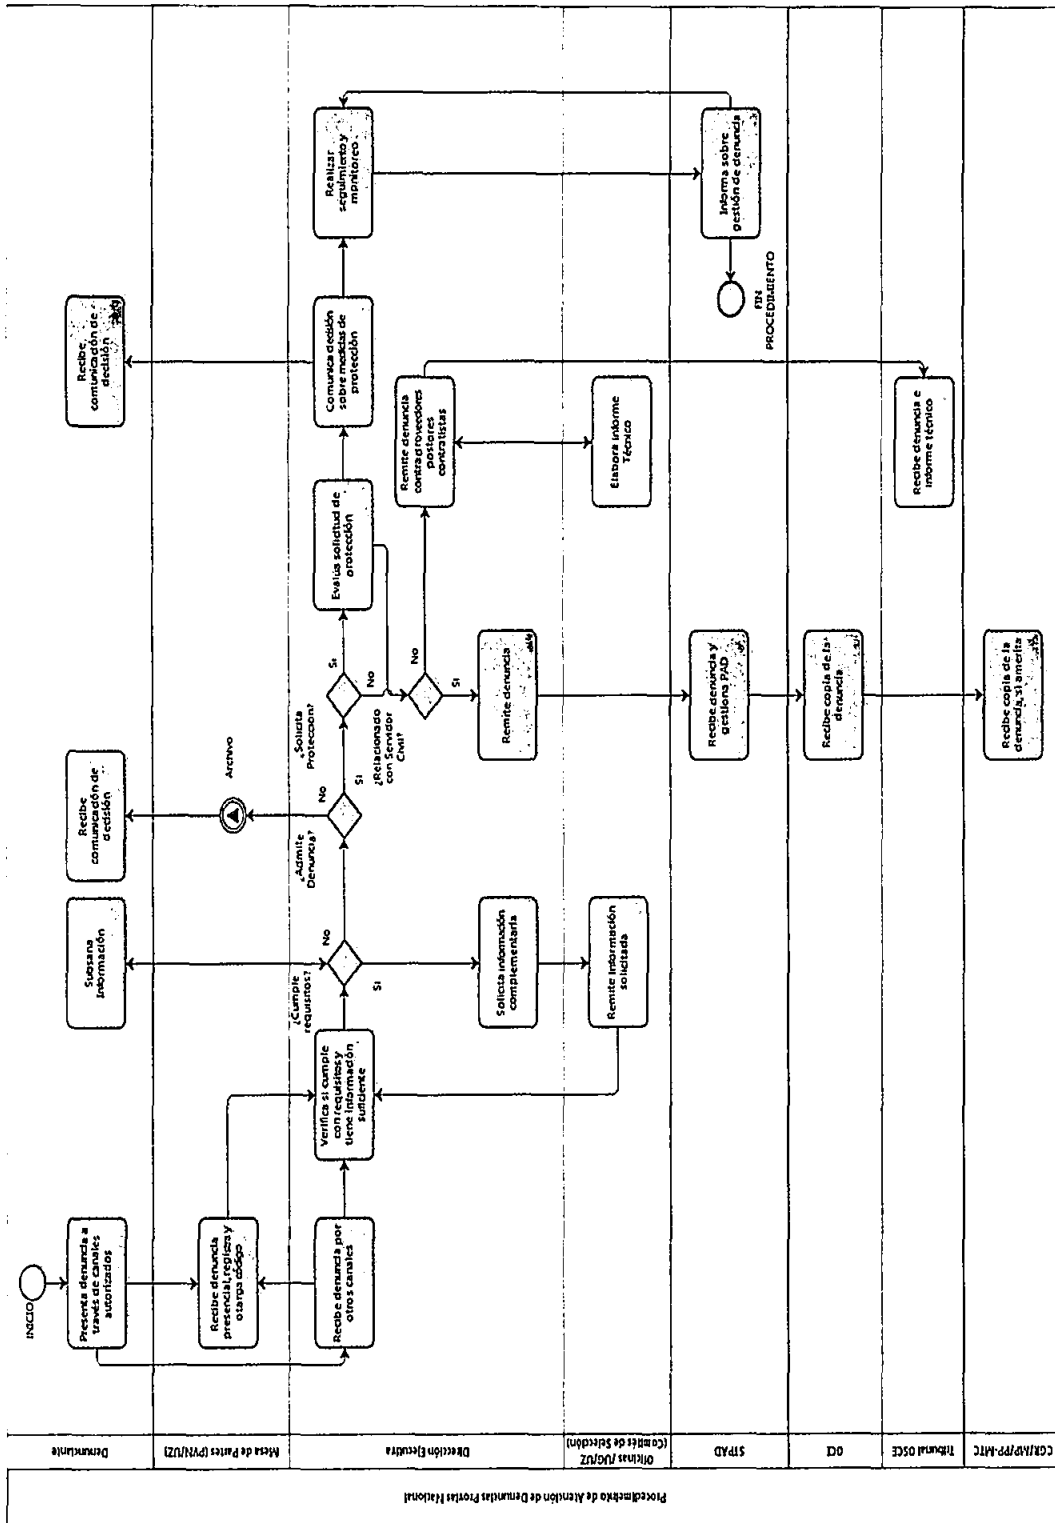 Procedimiento de Atención de Denuncias Provias Nacional
Denunciante
INICIO
Presenta denuncia a
través de canales
autorizados
Subsana
Información
Recibe
comunicación de
decisión
Recibe
comunicación de
decisión
Mesa de Partes (PVN/UZ)
Recibe denuncia
presencial, registra y
otorga código
Archivo
Dirección Ejecutiva
Recibe denuncia por
otros canales
Verifica si cumple
con requisitos y
tiene información
suficiente
¿Cumple
requisitos?
No
Si
¿Admite
Denuncia?
No
Si
¿Solicita
Protección?
Si
No
¿Relacionado
con Servidor
Civil?
No
Si
Evalúa solicitud de
protección
Comunica decisión
sobre medidas de
protección
Realizar
seguimiento y
monitoreo
Solicita información
complementaria
Remite denuncia
Remite denuncia
contra proveedores
postores
contratistas
Oficinas /UG/UZ
(Comités de Selección)
Remite información
solicitada
Elabora informe
Técnico
STPAD
Recibe denuncia y
gestiona PAD
Informa sobre
gestión de denuncia
FIN
PROCEDIMIENTO
OCI
Recibe copia de la
denuncia
Tribunal OSCE
Recibe denuncia e
informe técnico
CGR/MP/PP-MTC
Recibe copia de la
denuncia, si amerita